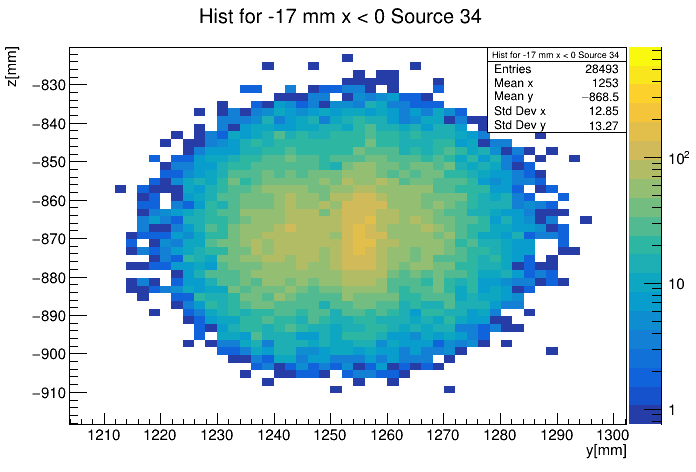 Hist for -17 mm x < 0 Source 34
z[mm]
Hist for -17 mm x < 0 Source 34
Entries 28493
Mean x 1253
Mean y −868.5
Std Dev x 12.85
Std Dev y 13.27
−830
−840
−850
−860
−870
−880
−890
−900
−910
10²
10
1
1210 1220 1230 1240 1250 1260 1270 1280 1290 1300
y[mm]